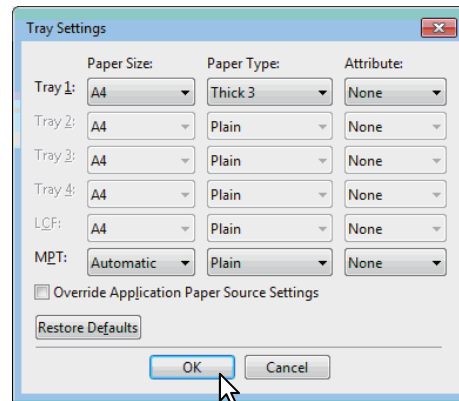 Tray Settings
Paper Size: Paper Type: Attribute:
Tray 1: A4 Thick 3 None
Tray 2: A4 Plain None
Tray 3: A4 Plain None
Tray 4: A4 Plain None
LCF: A4 Plain None
MPT: Automatic Plain None
Override Application Paper Source Settings
Restore Defaults
OK Cancel